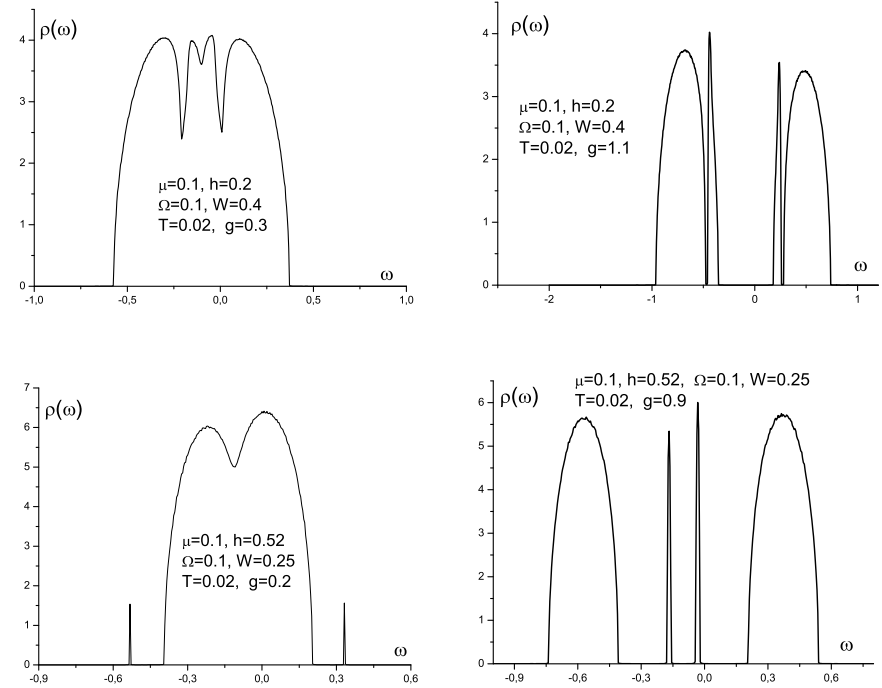 ρ(ω)
4
3
2
1
0
μ=0.1, h=0.2
Ω=0.1, W=0.4
T=0.02, g=0.3
ω
-1,0 -0,5 0,0 0,5 1,0
ρ(ω)
4
3
2
1
0
μ=0.1, h=0.2
Ω=0.1, W=0.4
T=0.02, g=1.1
ω
-2 -1 0 1
ρ(ω)
7
6
5
4
3
2
1
0
μ=0.1, h=0.52
Ω=0.1, W=0.25
T=0.02, g=0.2
ω
-0,9 -0,6 -0,3 0,0 0,3 0,6
μ=0.1, h=0.52, Ω=0.1, W=0.25
T=0.02, g=0.9
ρ(ω)
6
5
4
3
2
1
0
ω
-0,9 -0,6 -0,3 0,0 0,3 0,6